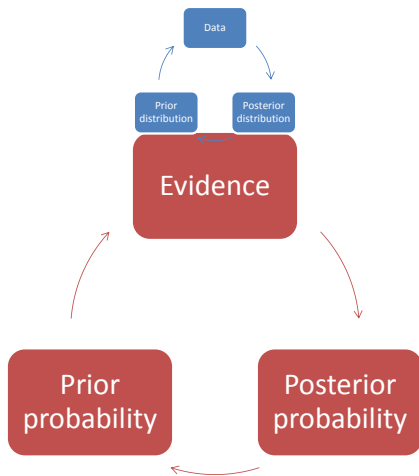 Data
Prior
distribution
Posterior
distribution
Evidence
Prior
probability
Posterior
probability